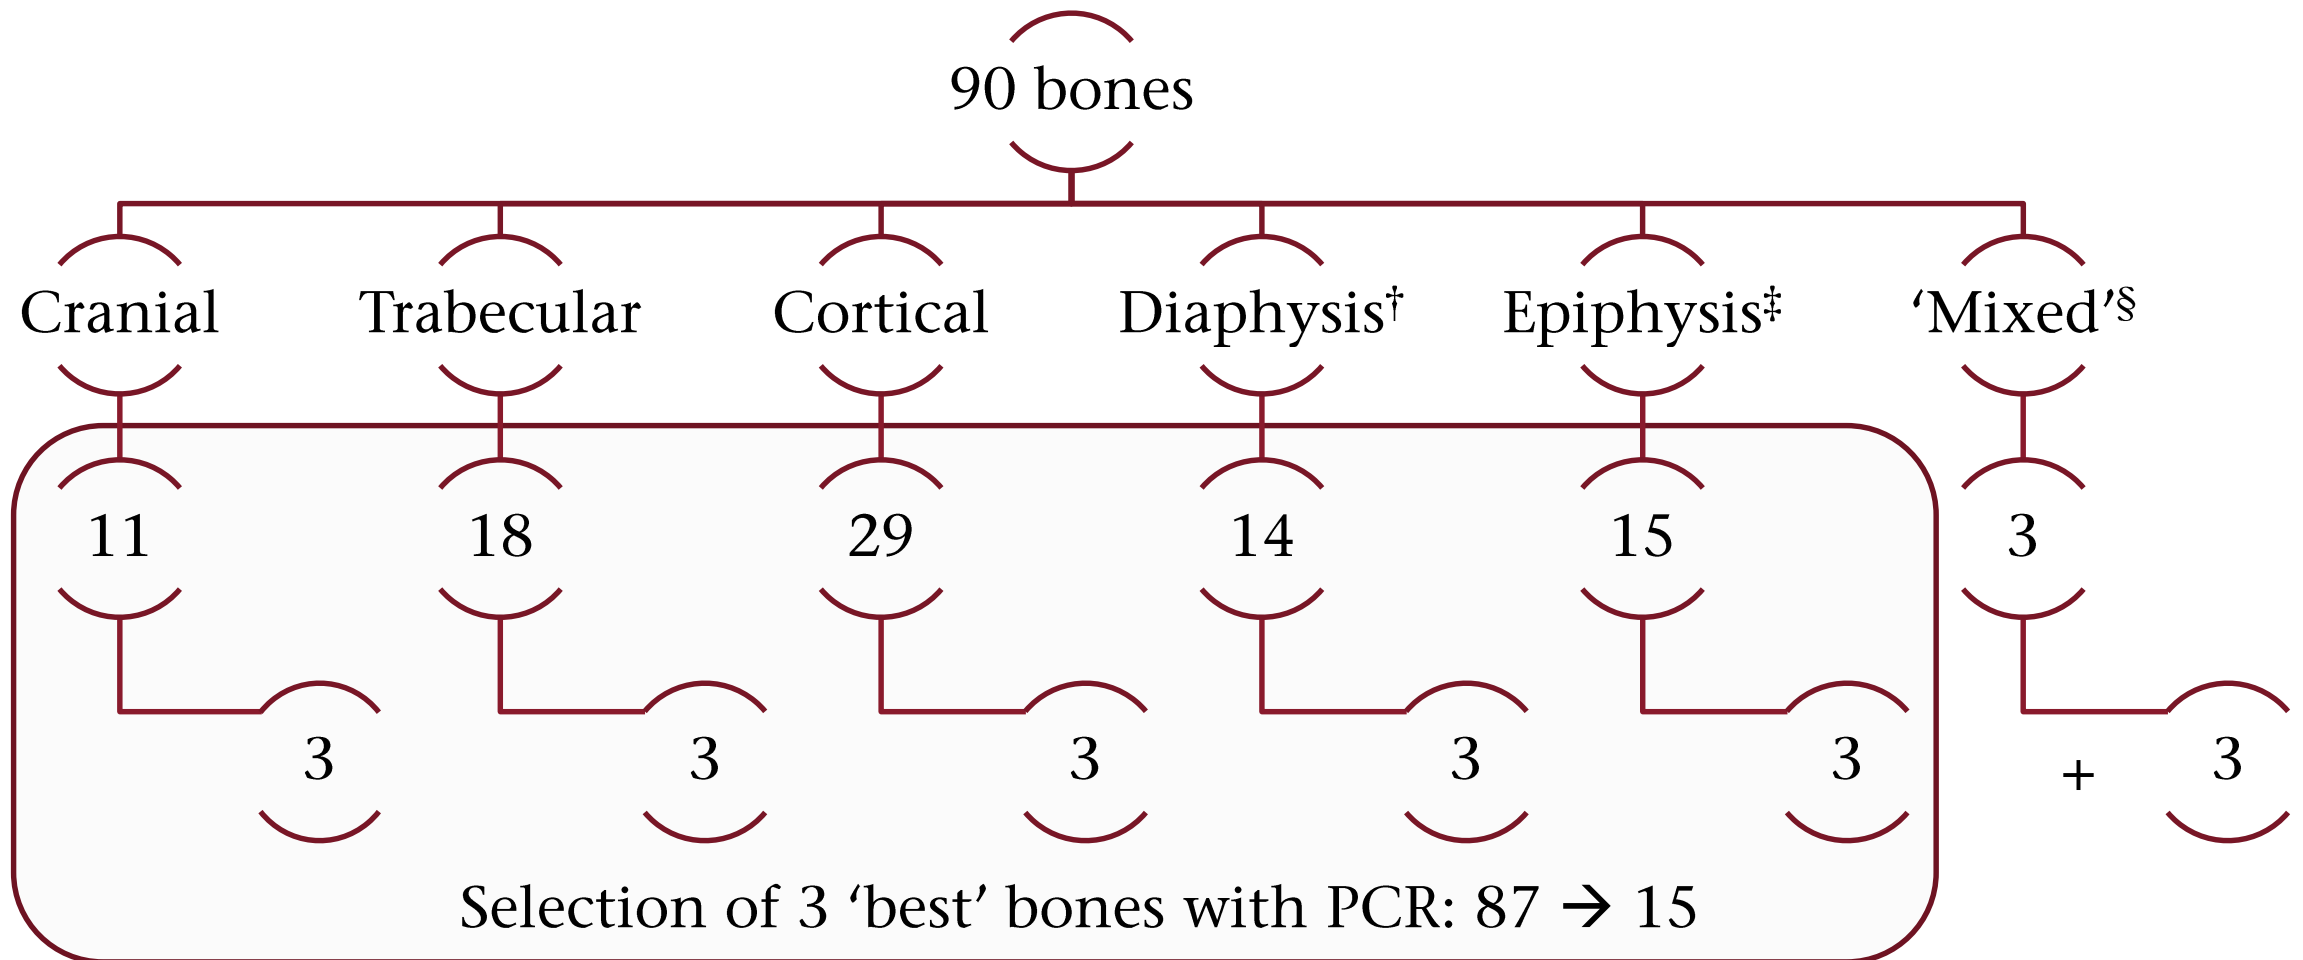 90 bones
Cranial Trabecular Cortical Diaphysis† Epiphysis‡ ‘Mixed’§
11 18 29 14 15 3
3 3 3 3 3 + 3
Selection of 3 ‘best’ bones with PCR: 87 → 15